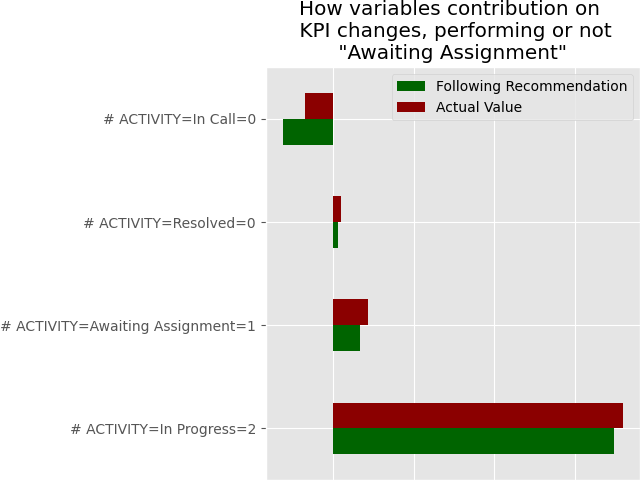 How variables contribution on
KPI changes, performing or not
"Awaiting Assignment"
Following Recommendation
Actual Value
# ACTIVITY=In Call=0
# ACTIVITY=Resolved=0
# ACTIVITY=Awaiting Assignment=1
# ACTIVITY=In Progress=2